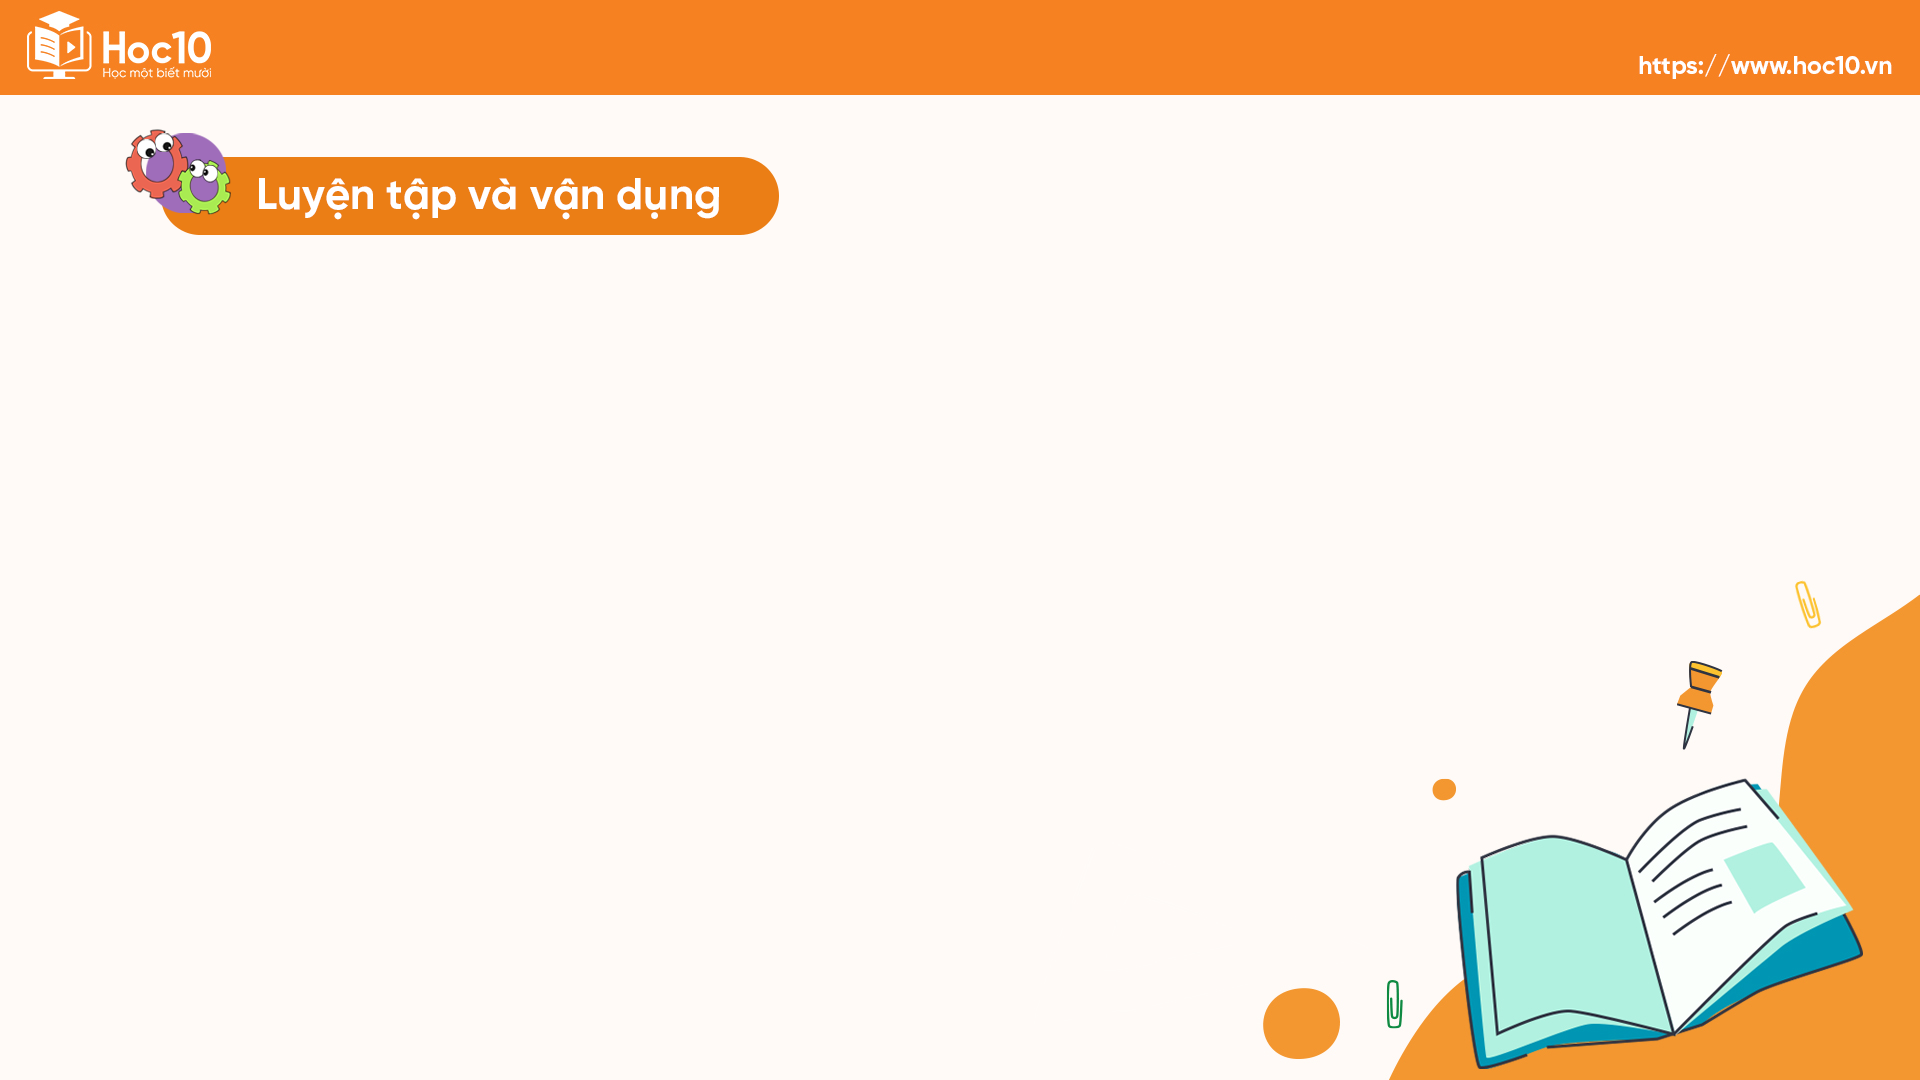 Hoc10
Học một biết mười
https://www.hoc10.vn
Luyện tập và vận dụng